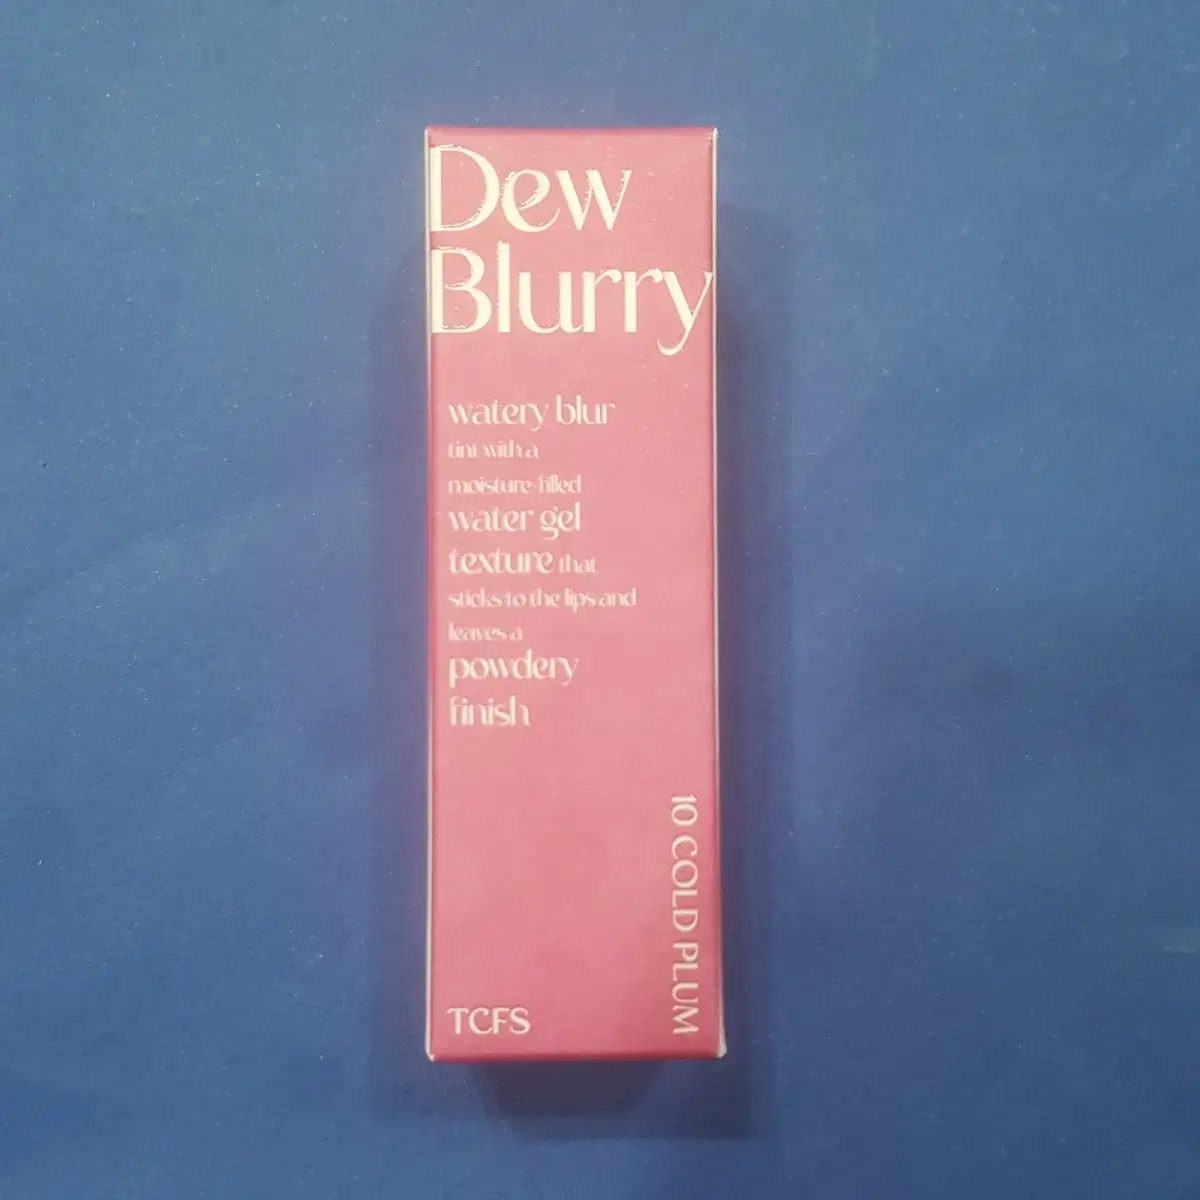 Dew
Blurry
watery blur
tint with a
moisture-filled
water gel
texture that
sticks to the lips and
leaves a
powdery
finish
10 COLD PLUM
TCFS